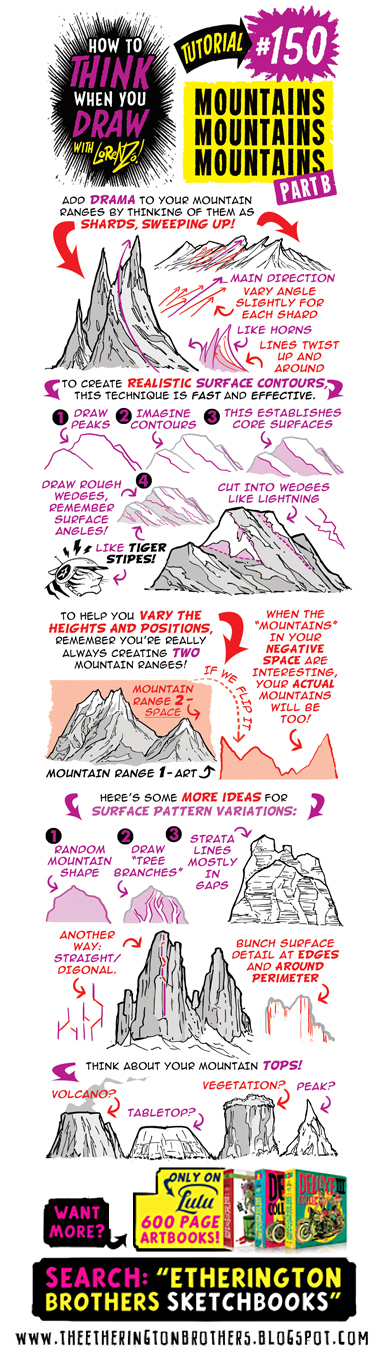 HOW TO
THINK
WHEN YOU
DRAW
WITH LORENZO!
TUTORIAL
#150
MOUNTAINS
MOUNTAINS
MOUNTAINS
PART B
ADD DRAMA TO YOUR MOUNTAIN
RANGES BY THINKING OF THEM AS
SHARDS, SWEEPING UP!
MAIN DIRECTION
VARY ANGLE
SLIGHTLY FOR
EACH SHARD
LIKE HORNS
LINES TWIST
UP AND
AROUND
TO CREATE REALISTIC SURFACE CONTOURS,
THIS TECHNIQUE IS FAST AND EFFECTIVE.
1 DRAW
PEAKS
2 IMAGINE
CONTOURS
3 THIS ESTABLISHES
CORE SURFACES
4
DRAW ROUGH
WEDGES,
REMEMBER
SURFACE
ANGLES!
LIKE TIGER
STIPES!
CUT INTO WEDGES
LIKE LIGHTNING
TO HELP YOU VARY THE
HEIGHTS AND POSITIONS,
REMEMBER YOU'RE REALLY
ALWAYS CREATING TWO
MOUNTAIN RANGES!
WHEN THE
"MOUNTAINS"
IN YOUR
NEGATIVE
SPACE ARE
INTERESTING,
YOUR ACTUAL
MOUNTAINS
WILL BE
TOO!
IF WE FLIP IT
MOUNTAIN
RANGE 2-
SPACE
MOUNTAIN RANGE 1-ART
HERE'S SOME MORE IDEAS FOR
SURFACE PATTERN VARIATIONS:
1
RANDOM
MOUNTAIN
SHAPE
2
DRAW
"TREE
BRANCHES"
3
STRATA
LINES
MOSTLY
IN
GAPS
ANOTHER
WAY:
STRAIGHT/
DIGONAL.
BUNCH SURFACE
DETAIL AT EDGES
AND AROUND
PERIMETER
THINK ABOUT YOUR MOUNTAIN TOPS!
VOLCANO?
TABLETOP?
VEGETATION?
PEAK?
WANT
MORE?
ONLY ON
Lulu
600 PAGE
ARTBOOKS!
DELUXE III
SEARCH: "ETHERINGTON
BROTHERS SKETCHBOOKS"
WWW.THEETHERINGTONBROTHERS.BLOGSPOT.COM